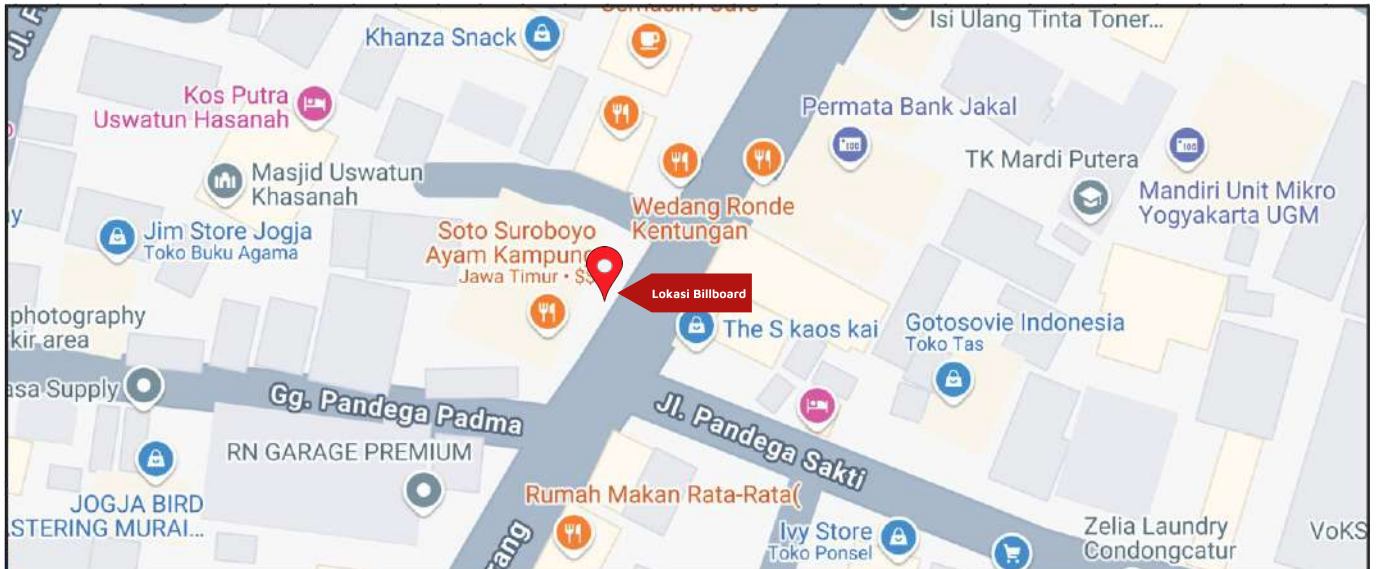 Isi Ulang Tinta Toner...
Khanza Snack
Kos Putra
Uswatun Hasanah
Permata Bank Jakal
TK Mardi Putera
Mandiri Unit Mikro
Yogyakarta UGM
Masjid Uswatun
Khasanah
Wedang Ronde
Kentungan
Jim Store Jogja
Toko Buku Agama
Soto Suroboyo
Ayam Kampung
Jawa Timur • $$
Lokasi Billboard
photography
kir area
The S kaos kai
Gotosovie Indonesia
Toko Tas
asa Supply
Gg. Pandega Padma
Jl. Pandega Sakti
RN GARAGE PREMIUM
JOGJA BIRD
STERING MURAI...
Rumah Makan Rata-Rata(
Ivy Store
Toko Ponsel
Zelia Laundry
Condongcatur
VoKS
rang